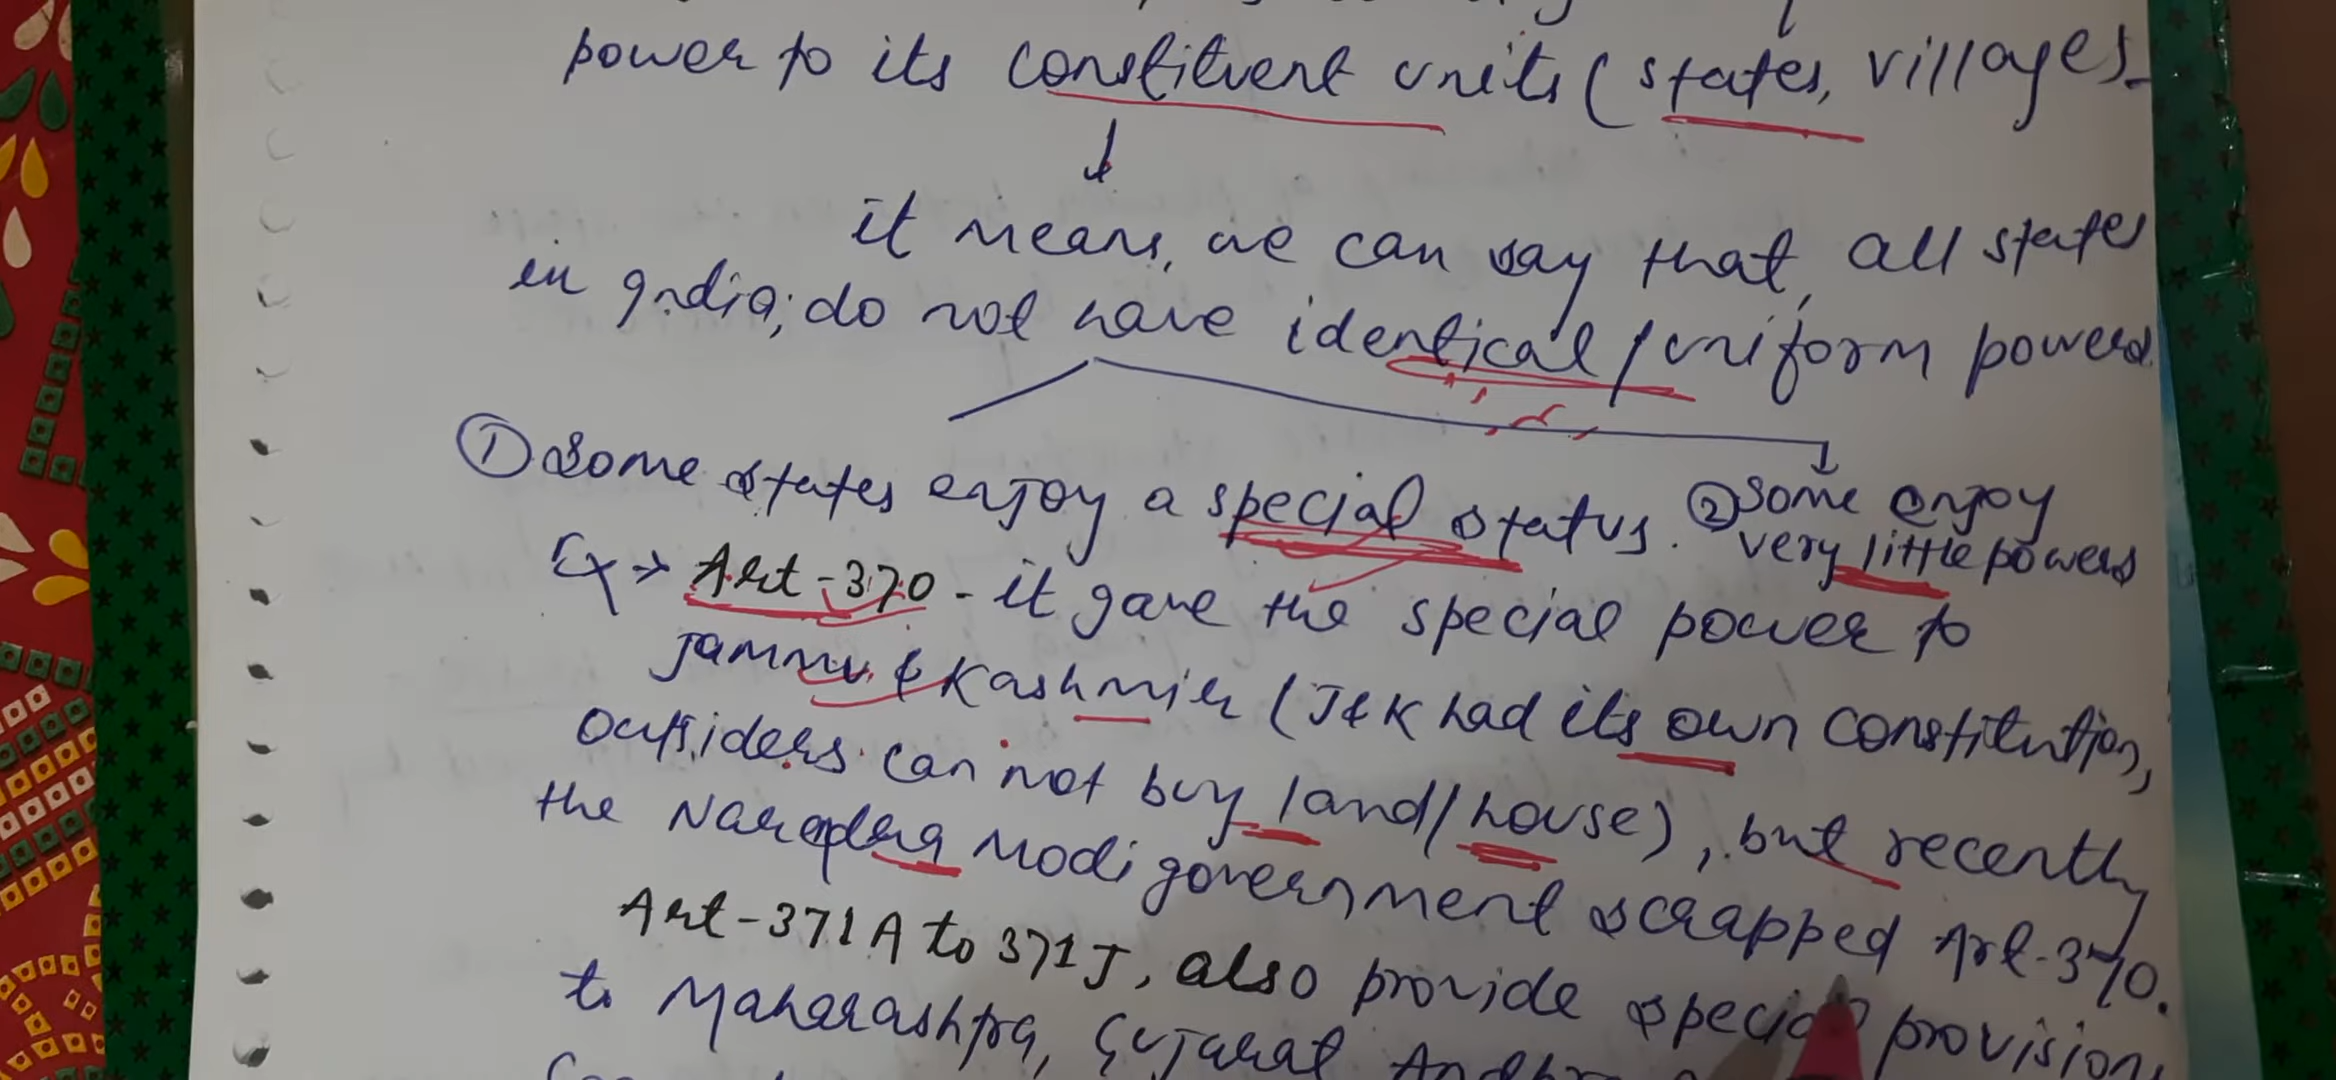 power to its constituent units (states, villages
it means, we can say that, all states
in India, do not have identical/uniform powers
① Some states enjoy a special status.
② some enjoy
very little powers
Ex → Art-370 - it gave the special power to
Jammu & Kashmir (J&K had its own constitution,
outsiders can not buy land/house), but recently
the Narendra Modi government scrapped Art-370.
Art-371A to 371J, also provide special provision
to Maharashtra, Gujarat, Andhra